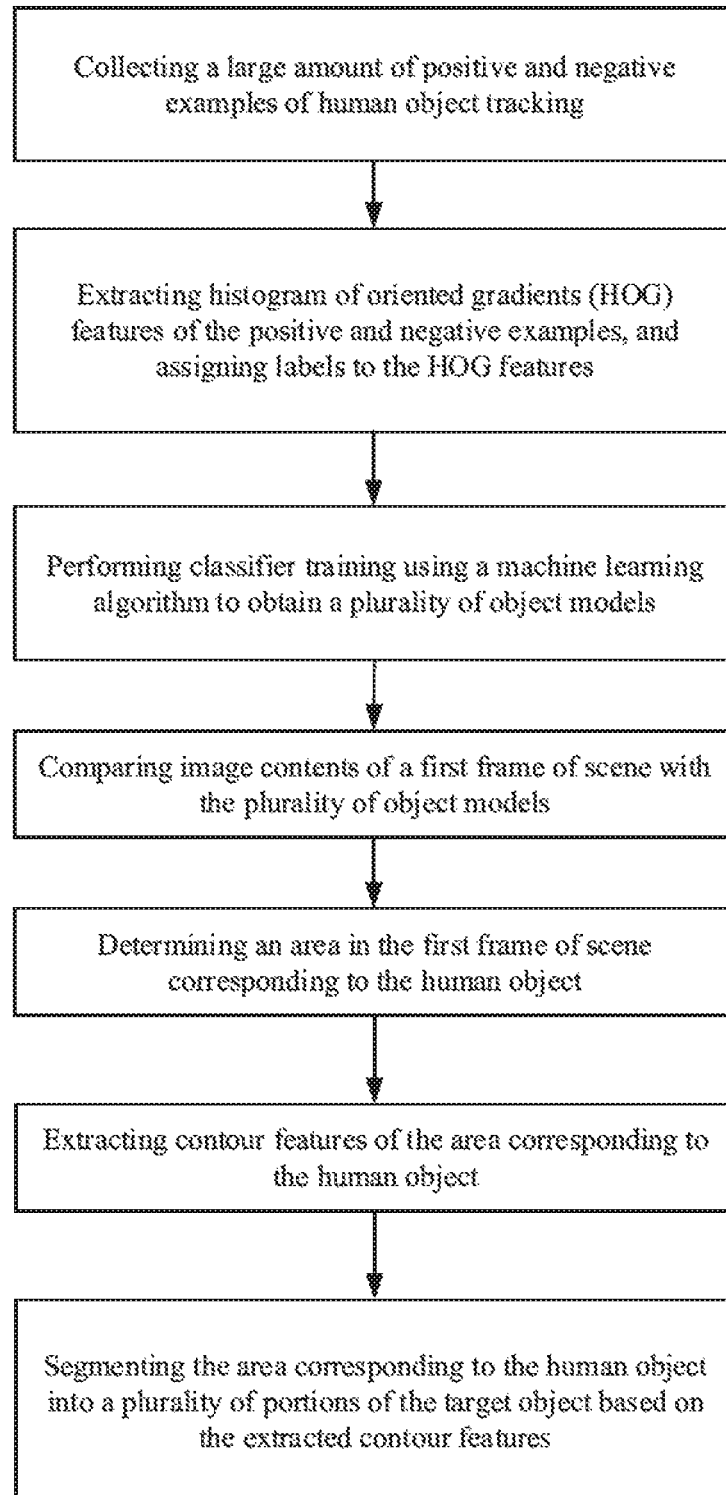 Collecting a large amount of positive and negative
examples of human object tracking
Extracting histogram of oriented gradients (HOG)
features of the positive and negative examples, and
assigning labels to the HOG features
Performing classifier training using a machine learning
algorithm to obtain a plurality of object models
Comparing image contents of a first frame of scene with
the plurality of object models
Determining an area in the first frame of scene
corresponding to the human object
Extracting contour features of the area corresponding to
the human object
Segmenting the area corresponding to the human object
into a plurality of portions of the target object based on
the extracted contour features